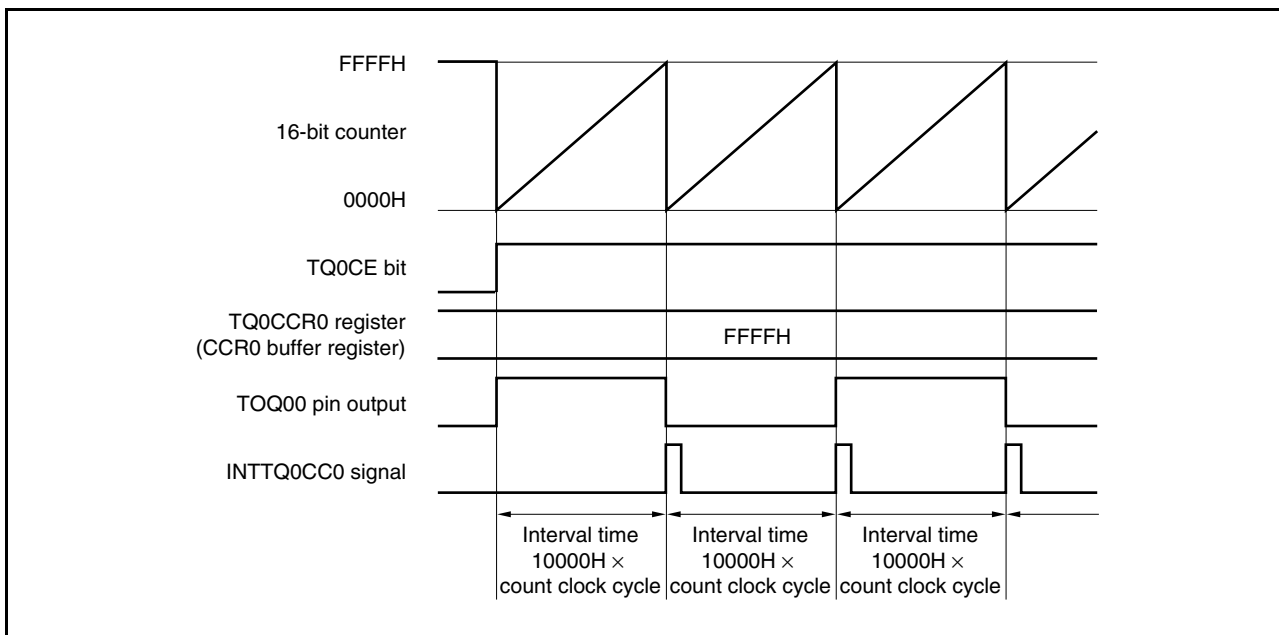 FFFFH
16-bit counter
0000H
TQ0CE bit
TQ0CCR0 register
(CCR0 buffer register)
FFFFH
TOQ00 pin output
INTTQ0CC0 signal
Interval time
10000H ×
count clock cycle
Interval time
10000H ×
count clock cycle
Interval time
10000H ×
count clock cycle